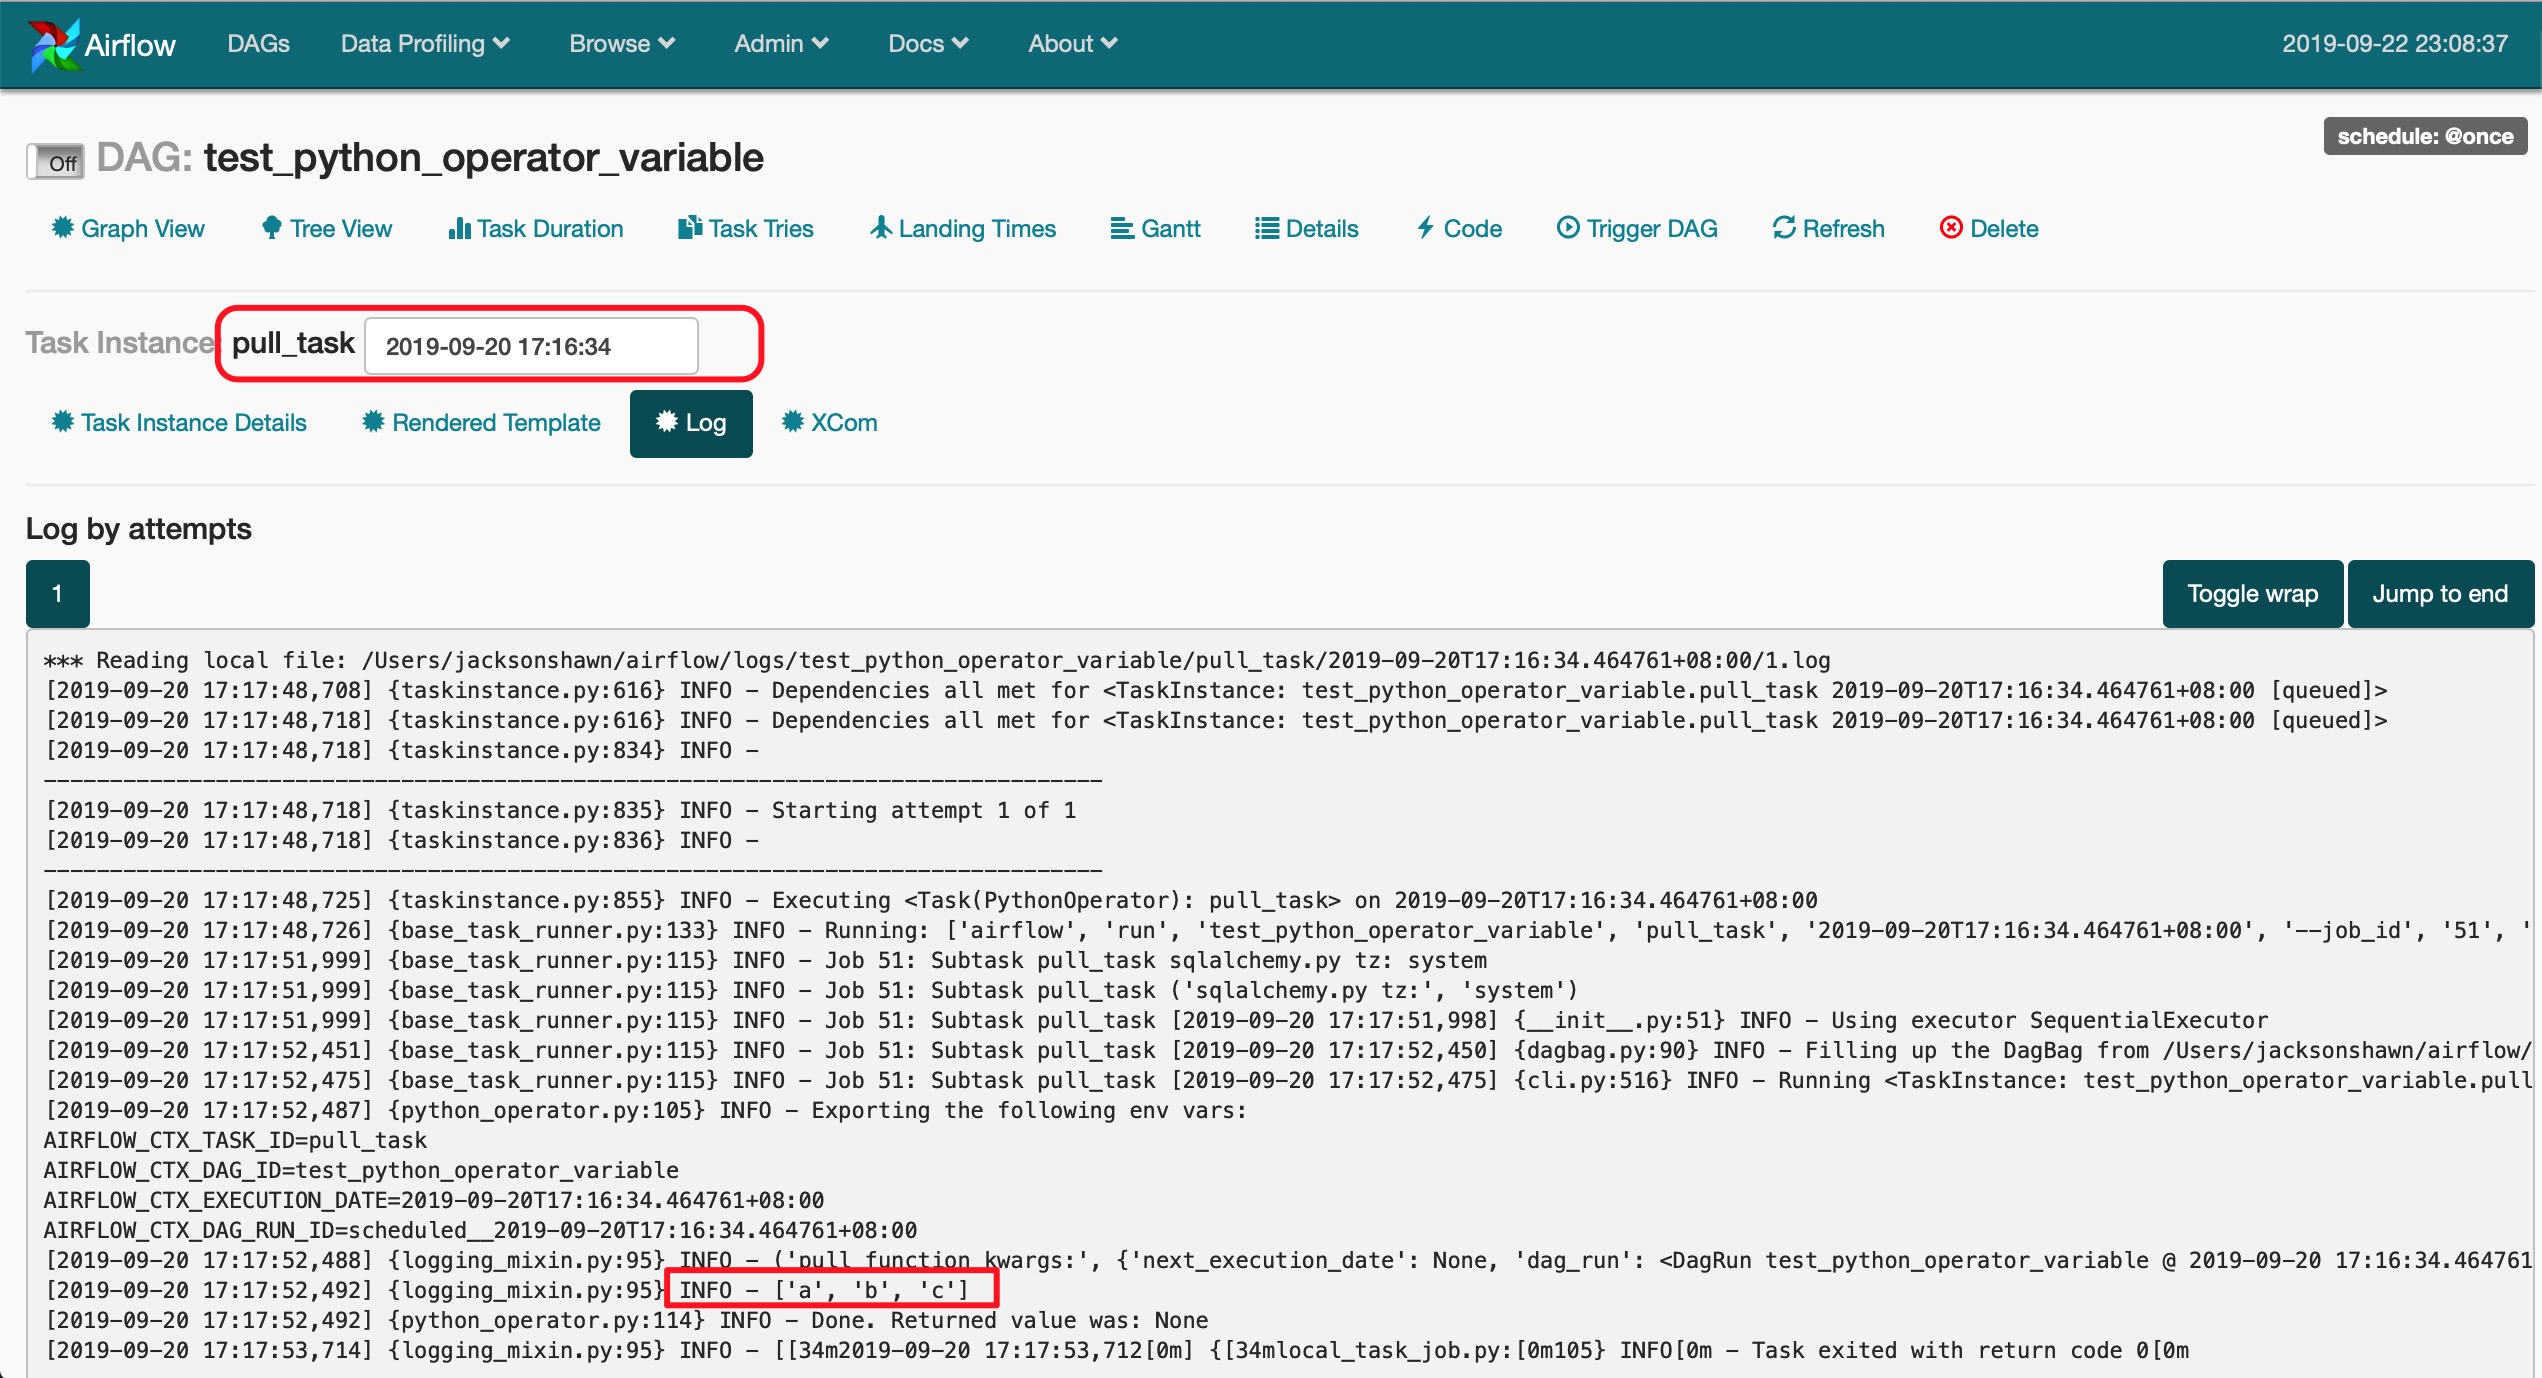 Airflow DAGs Data Profiling Browse Admin Docs About 2019-09-22 23:08:37
schedule: @once
Off DAG: test_python_operator_variable
Graph View Tree View Task Duration Task Tries Landing Times Gantt Details Code Trigger DAG Refresh Delete
Task Instance: pull_task 2019-09-20 17:16:34
Task Instance Details Rendered Template Log XCom
Log by attempts
1 Toggle wrap Jump to end
*** Reading local file: /Users/jacksonshawn/airflow/logs/test_python_operator_variable/pull_task/2019-09-20T17:16:34.464761+08:00/1.log
[2019-09-20 17:17:48,708] {taskinstance.py:616} INFO - Dependencies all met for <TaskInstance: test_python_operator_variable.pull_task 2019-09-20T17:16:34.464761+08:00 [queued]>
[2019-09-20 17:17:48,718] {taskinstance.py:616} INFO - Dependencies all met for <TaskInstance: test_python_operator_variable.pull_task 2019-09-20T17:16:34.464761+08:00 [queued]>
[2019-09-20 17:17:48,718] {taskinstance.py:834} INFO -
--------------------------------------------------------------------------------
[2019-09-20 17:17:48,718] {taskinstance.py:835} INFO - Starting attempt 1 of 1
[2019-09-20 17:17:48,718] {taskinstance.py:836} INFO -
--------------------------------------------------------------------------------
[2019-09-20 17:17:48,725] {taskinstance.py:855} INFO - Executing <Task(PythonOperator): pull_task> on 2019-09-20T17:16:34.464761+08:00
[2019-09-20 17:17:48,726] {base_task_runner.py:133} INFO - Running: ['airflow', 'run', 'test_python_operator_variable', 'pull_task', '2019-09-20T17:16:34.464761+08:00', '--job_id', '51', '
[2019-09-20 17:17:51,999] {base_task_runner.py:115} INFO - Job 51: Subtask pull_task sqlalchemy.py tz: system
[2019-09-20 17:17:51,999] {base_task_runner.py:115} INFO - Job 51: Subtask pull_task ('sqlalchemy.py tz:', 'system')
[2019-09-20 17:17:51,999] {base_task_runner.py:115} INFO - Job 51: Subtask pull_task [2019-09-20 17:17:51,998] {__init__.py:51} INFO - Using executor SequentialExecutor
[2019-09-20 17:17:52,451] {base_task_runner.py:115} INFO - Job 51: Subtask pull_task [2019-09-20 17:17:52,450] {dagbag.py:90} INFO - Filling up the DagBag from /Users/jacksonshawn/airflow/
[2019-09-20 17:17:52,475] {base_task_runner.py:115} INFO - Job 51: Subtask pull_task [2019-09-20 17:17:52,475] {cli.py:516} INFO - Running <TaskInstance: test_python_operator_variable.pull
[2019-09-20 17:17:52,487] {python_operator.py:105} INFO - Exporting the following env vars:
AIRFLOW_CTX_TASK_ID=pull_task
AIRFLOW_CTX_DAG_ID=test_python_operator_variable
AIRFLOW_CTX_EXECUTION_DATE=2019-09-20T17:16:34.464761+08:00
AIRFLOW_CTX_DAG_RUN_ID=scheduled__2019-09-20T17:16:34.464761+08:00
[2019-09-20 17:17:52,488] {logging_mixin.py:95} INFO - ('pull function kwargs:', {'next_execution_date': None, 'dag_run': <DagRun test_python_operator_variable @ 2019-09-20 17:16:34.464761
[2019-09-20 17:17:52,492] {logging_mixin.py:95} INFO - ['a', 'b', 'c']
[2019-09-20 17:17:52,492] {python_operator.py:114} INFO - Done. Returned value was: None
[2019-09-20 17:17:53,714] {logging_mixin.py:95} INFO - [[34m2019-09-20 17:17:53,712[0m] {[34mlocal_task_job.py:[0m105} INFO[0m - Task exited with return code 0[0m